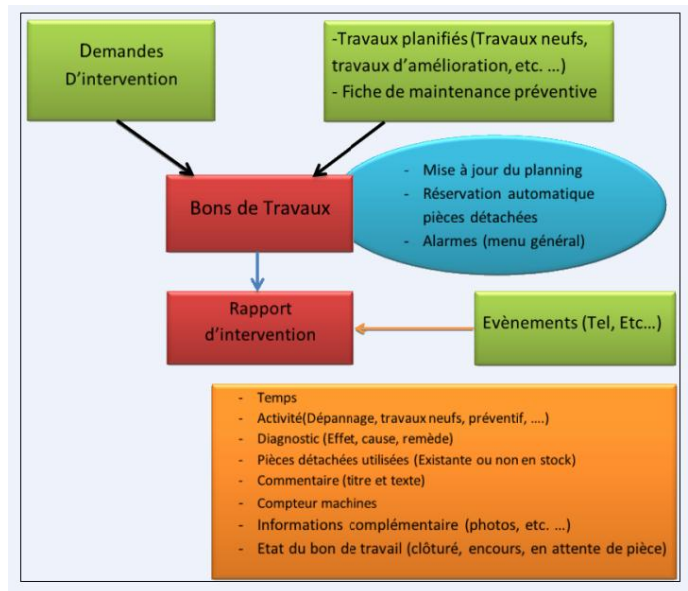 Demandes
D'intervention
-Travaux planifiés (Travaux neufs,
travaux d'amélioration, etc. ...)
- Fiche de maintenance préventive
Bons de Travaux
- Mise à jour du planning
- Réservation automatique
pièces détachées
- Alarmes (menu général)
Rapport
d'intervention
Evènements (Tel, Etc...)
- Temps
- Activité(Dépannage, travaux neufs, préventif, ....)
- Diagnostic (Effet, cause, remède)
- Pièces détachées utilisées (Existante ou non en stock)
- Commentaire (titre et texte)
- Compteur machines
- Informations complémentaire (photos, etc. ...)
- Etat du bon de travail (clôturé, encours, en attente de pièce)